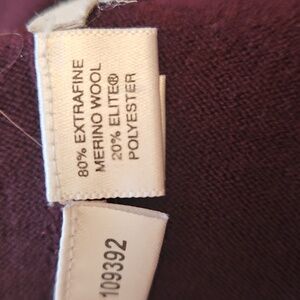 80% EXTRAFINE
MERINO WOOL
20% ELITE®
POLYESTER
109392